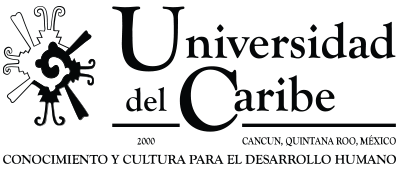 Universidad
del Caribe
2000 CANCUN, QUINTANA ROO, MÉXICO
CONOCIMIENTO Y CULTURA PARA EL DESARROLLO HUMANO